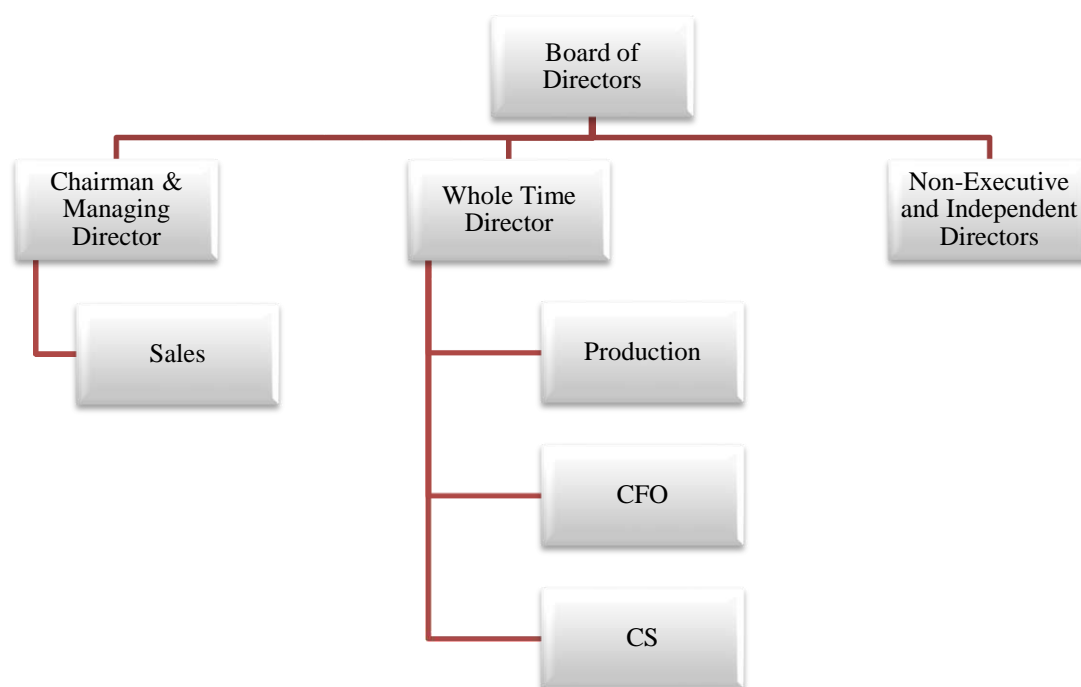 Board of
Directors
Chairman &
Managing
Director
Whole Time
Director
Non-Executive
and Independent
Directors
Sales
Production
CFO
CS